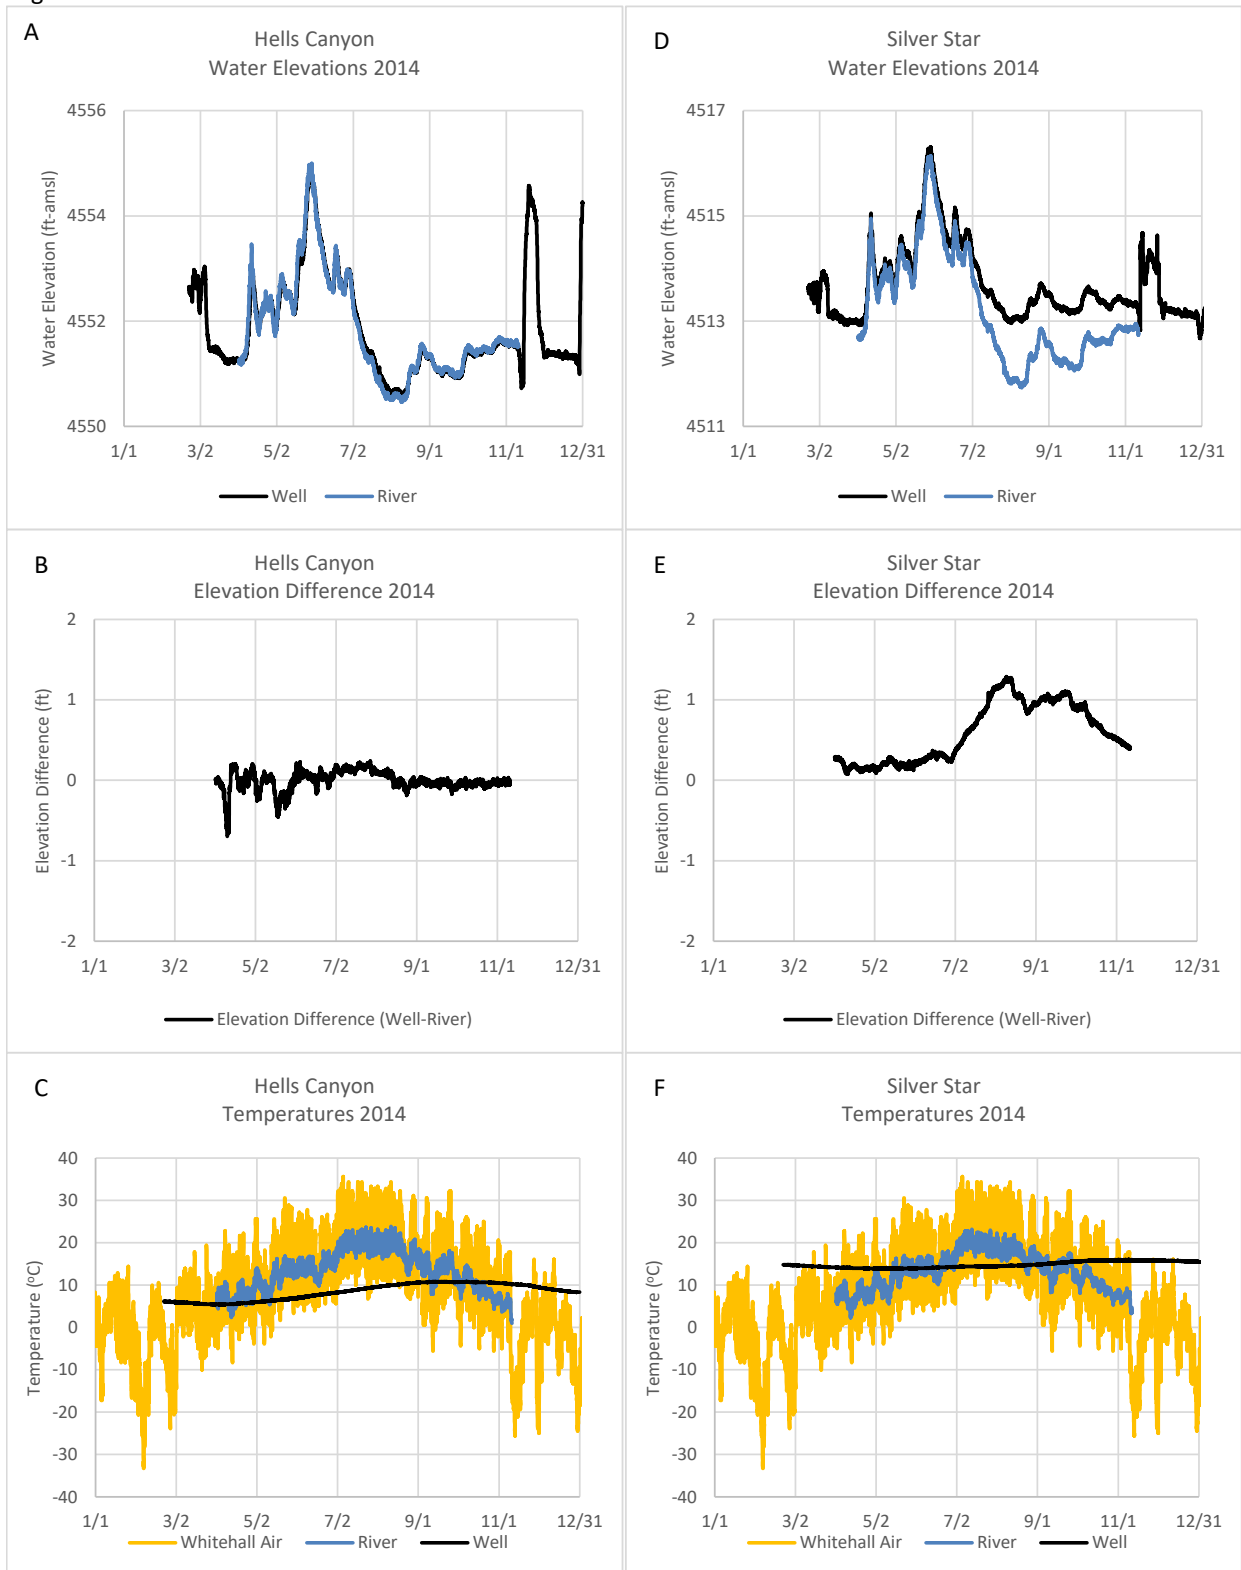 A
Hells Canyon
Water Elevations 2014
Water Elevation (ft-amsl)
4556
4554
4552
4550
1/1 3/2 5/2 7/2 9/1 11/1 12/31
Well River
D
Silver Star
Water Elevations 2014
Water Elevation (ft-amsl)
4517
4515
4513
4511
1/1 3/2 5/2 7/2 9/1 11/1 12/31
Well River
B
Hells Canyon
Elevation Difference 2014
Elevation Difference (ft)
2
1
0
-1
-2
1/1 3/2 5/2 7/2 9/1 11/1 12/31
Elevation Difference (Well-River)
E
Silver Star
Elevation Difference 2014
Elevation Difference (ft)
2
1
0
-1
-2
1/1 3/2 5/2 7/2 9/1 11/1 12/31
Elevation Difference (Well-River)
C
Hells Canyon
Temperatures 2014
Temperature (°C)
40
30
20
10
0
-10
-20
-30
-40
1/1 3/2 5/2 7/2 9/1 11/1 12/31
Whitehall Air River Well
F
Silver Star
Temperatures 2014
Temperature (°C)
40
30
20
10
0
-10
-20
-30
-40
1/1 3/2 5/2 7/2 9/1 11/1 12/31
Whitehall Air River Well